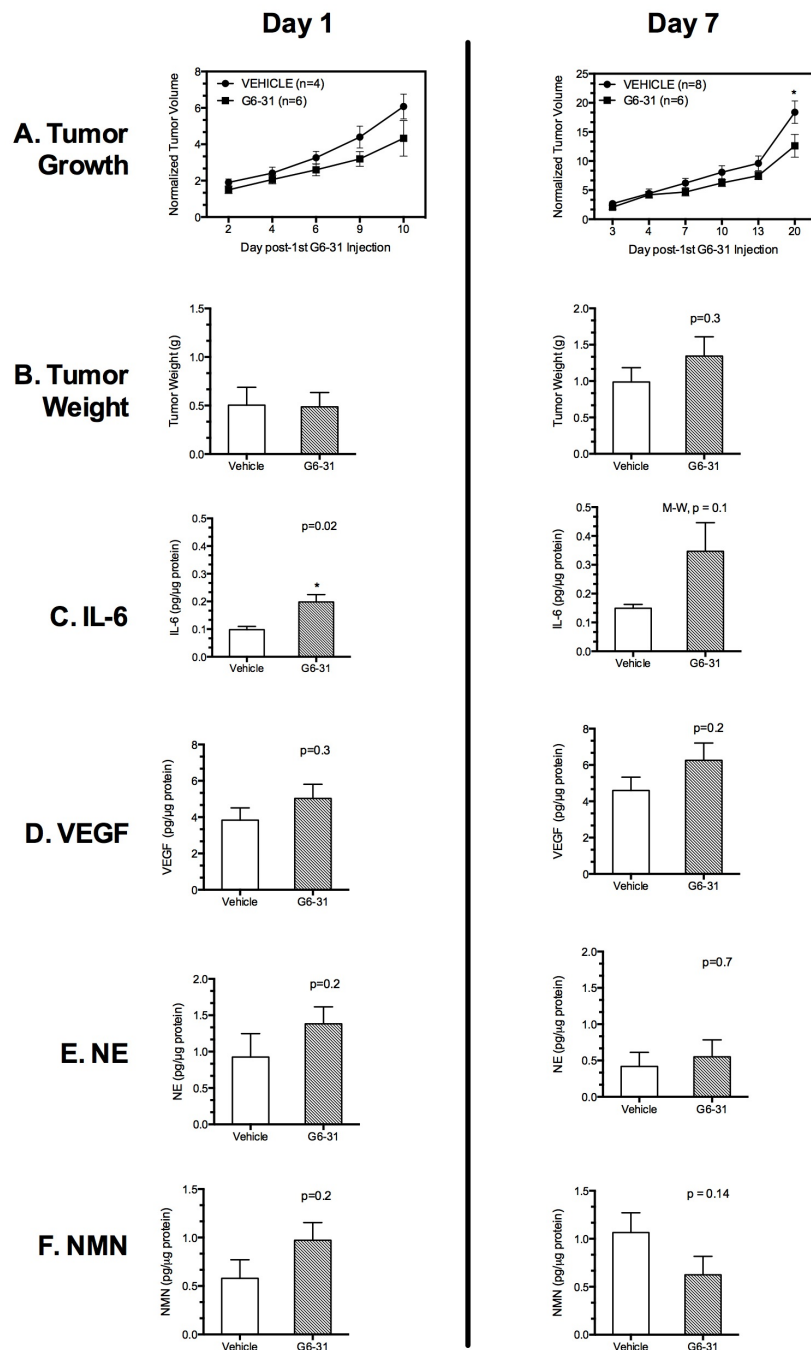 Day 1
Day 7
A. Tumor
Growth
Normalized Tumor Volume
8
6
4
2
0
VEHICLE (n=4)
G6-31 (n=6)
2 4 6 9 10
Day post-1st G6-31 Injection
Normalized Tumor Volume
25
20
15
10
5
0
VEHICLE (n=8)
G6-31 (n=6)
*
3 4 7 10 13 20
Day post-1st G6-31 Injection
B. Tumor
Weight
Tumor Weight (g)
1.5
1.0
0.5
0.0
Vehicle G6-31
Tumor Weight (g)
2.0
1.5
1.0
0.5
0.0
p=0.3
Vehicle G6-31
C. IL-6
IL-6 (pg/µg protein)
0.5
0.4
0.3
0.2
0.1
0.0
p=0.02
*
Vehicle G6-31
IL-6 (pg/µg protein)
0.5
0.4
0.3
0.2
0.1
0.0
M-W, p = 0.1
Vehicle G6-31
D. VEGF
VEGF (pg/µg protein)
8
6
4
2
0
p=0.3
Vehicle G6-31
VEGF (pg/µg protein)
8
6
4
2
0
p=0.2
Vehicle G6-31
E. NE
NE (pg/µg protein)
2.0
1.5
1.0
0.5
0.0
p=0.2
Vehicle G6-31
NE (pg/µg protein)
2.0
1.5
1.0
0.5
0.0
p=0.7
Vehicle G6-31
F. NMN
NMN (pg/µg protein)
1.5
1.0
0.5
0.0
p=0.2
Vehicle G6-31
NMN (pg/µg protein)
1.5
1.0
0.5
0.0
p = 0.14
Vehicle G6-31